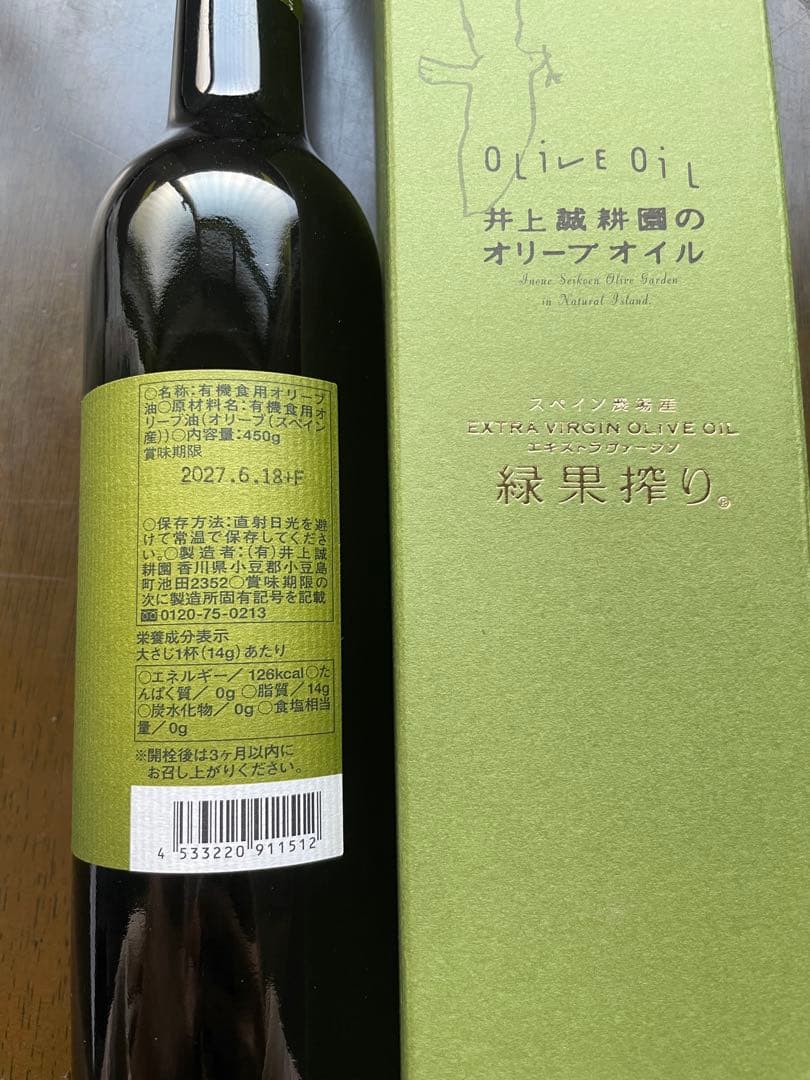 ○名称:有機食用オリーブ
油○原材料名:有機食用オ
リーブ油(オリーブ(スペイン
産))○内容量:450g
賞味期限
2027.6.18+F
○保存方法:直射日光を避
けて常温で保存してくださ
い。○製造者:(有)井上誠
耕園 香川県小豆郡小豆島
町池田2352○賞味期限の
次に製造所固有記号を記載
0120-75-0213
栄養成分表示
大さじ1杯(14g)あたり
○エネルギー/126kcal○た
んぱく質/0g ○脂質/14g
○炭水化物/0g ○食塩相当
量/0g
※開栓後は3ヶ月以内に
お召し上がりください。
4 533220 911512
OLiVE OiL
井上誠耕園の
オリーブオイル
Inoue Seikoen Olive Garden
in Natural Island.
スペイン農場産
EXTRA VIRGIN OLIVE OIL
エキストラヴァージン
緑果搾り®